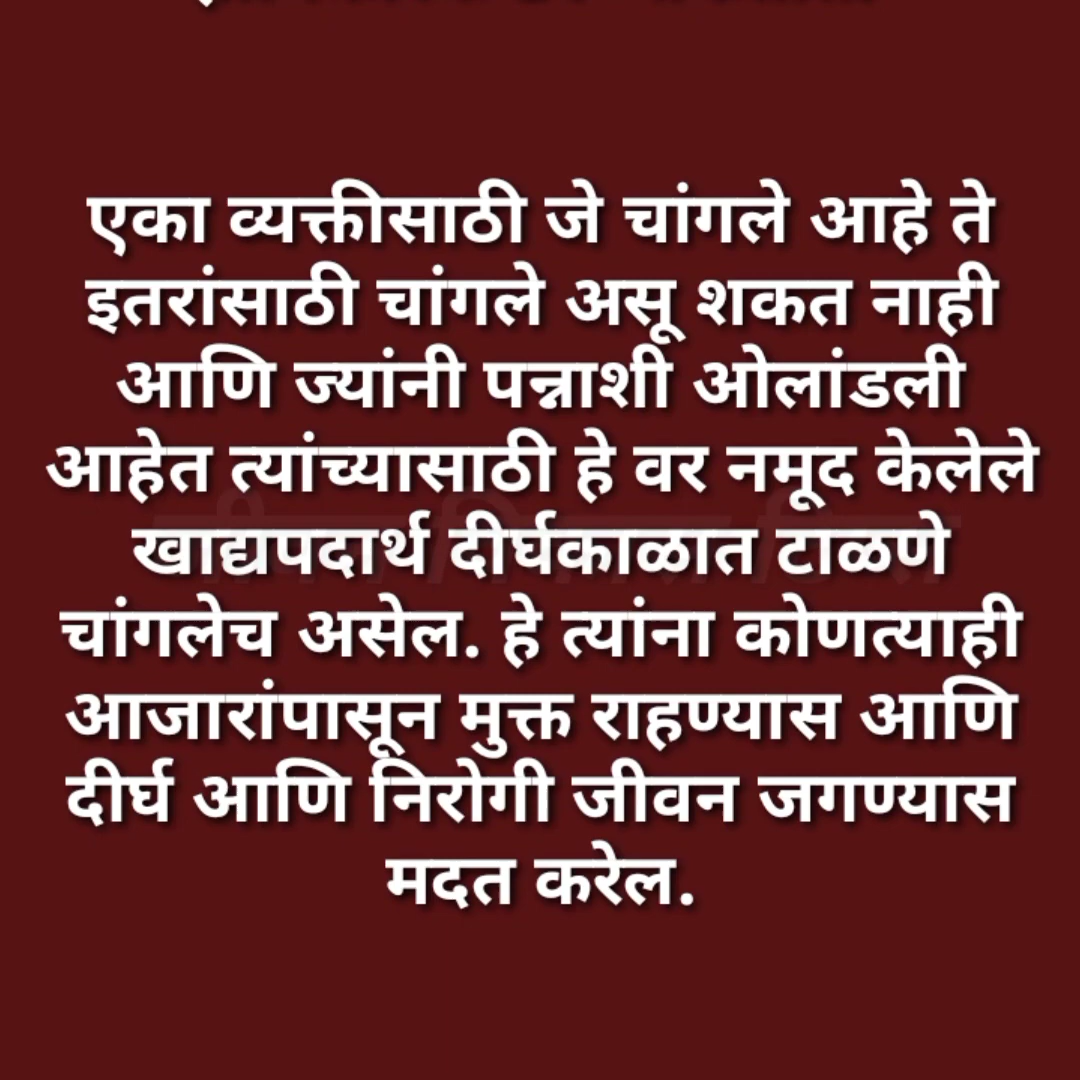 एका व्यक्तीसाठी जे चांगले आहे ते
इतरांसाठी चांगले असू शकत नाही
आणि ज्यांनी पन्नाशी ओलांडली
आहेत त्यांच्यासाठी हे वर नमूद केलेले
खाद्यपदार्थ दीर्घकाळात टाळणे
चांगलेच असेल. हे त्यांना कोणत्याही
आजारांपासून मुक्त राहण्यास आणि
दीर्घ आणि निरोगी जीवन जगण्यास
मदत करेल.